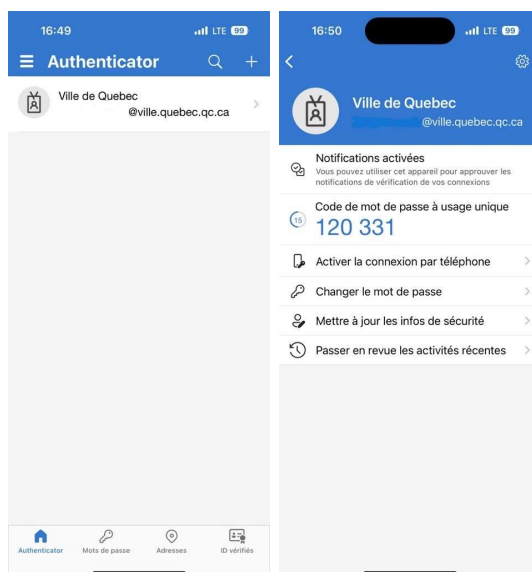 16:49
LTE 99
Authenticator
Ville de Quebec
@ville.quebec.qc.ca
Authenticator
Mots de passe
Adresses
ID vérifiés
16:50
LTE 99
Ville de Quebec
@ville.quebec.qc.ca
Notifications activées
Vous pouvez utiliser cet appareil pour approuver les
notifications de vérification de vos connexions
Code de mot de passe à usage unique
15
120 331
Activer la connexion par téléphone
Changer le mot de passe
Mettre à jour les infos de sécurité
Passer en revue les activités récentes